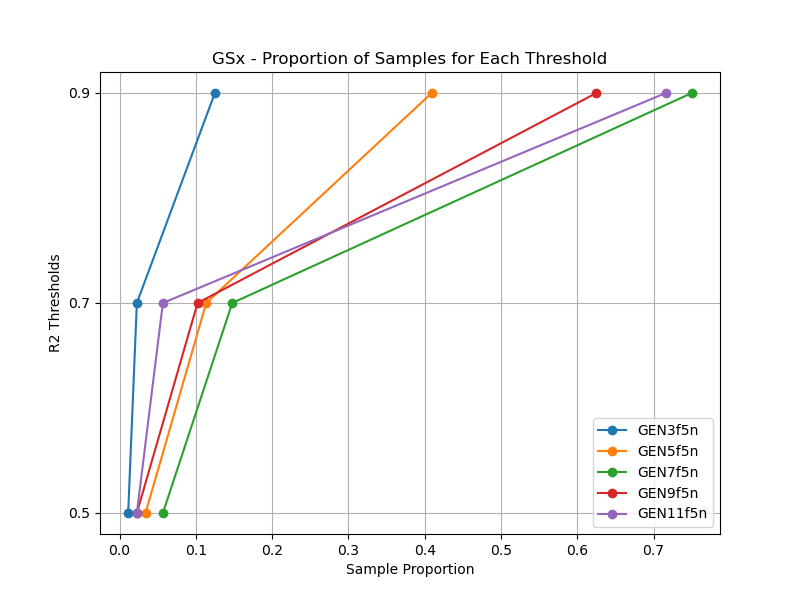 GSx - Proportion of Samples for Each Threshold
R2 Thresholds
0.9
0.7
0.5
0.0 0.1 0.2 0.3 0.4 0.5 0.6 0.7
Sample Proportion
GEN3f5n
GEN5f5n
GEN7f5n
GEN9f5n
GEN11f5n